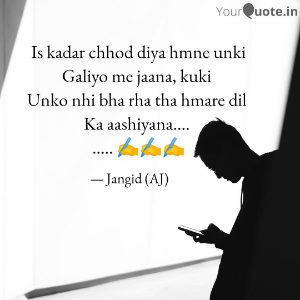 YourQuote.in
Is kadar chhod diya hmne unki
Galiyo me jaana, kuki
Unko nhi bha rha tha hmare dil
Ka aashiyana....
..... ✍️✍️✍️
— Jangid (AJ)